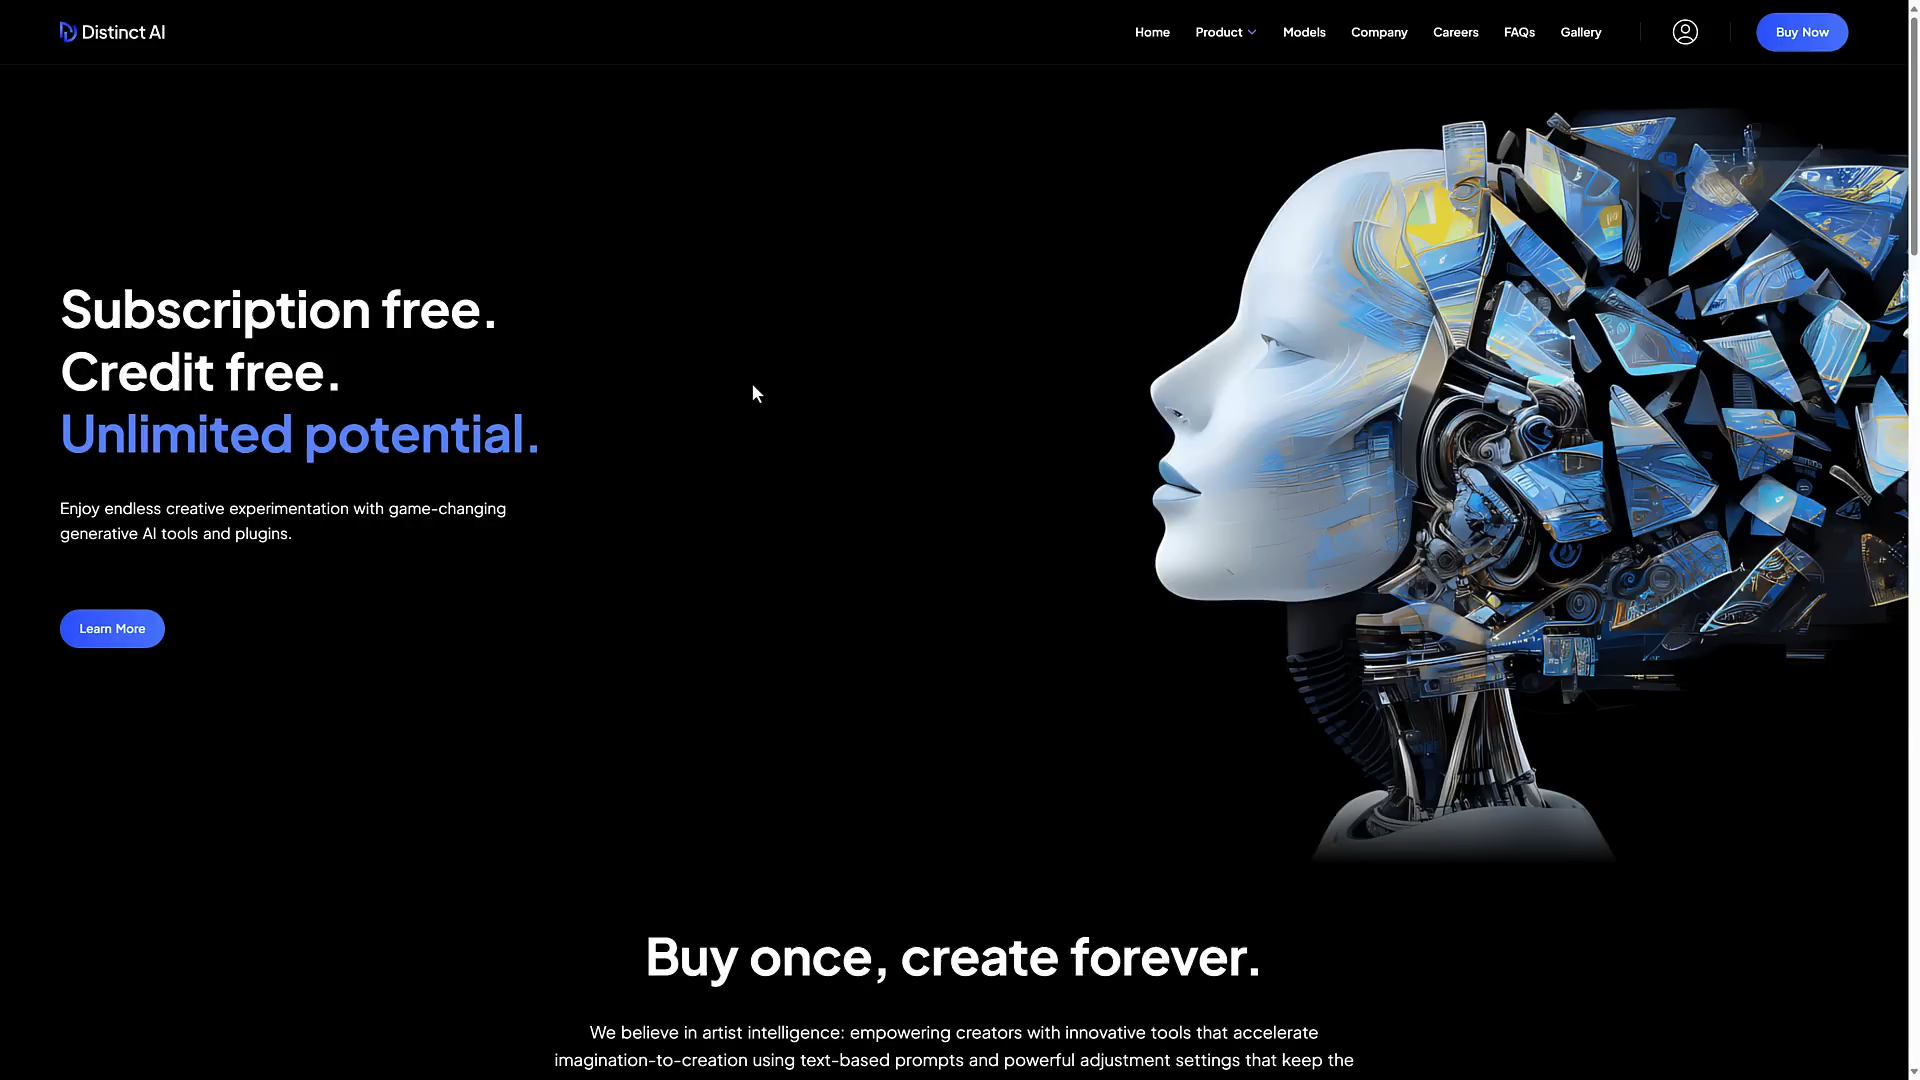 Distinct AI
Home
Product
Models
Company
Careers
FAQs
Gallery
Buy Now
Subscription free.
Credit free.
Unlimited potential.
Enjoy endless creative experimentation with game-changing
generative AI tools and plugins.
Learn More
Buy once, create forever.
We believe in artist intelligence: empowering creators with innovative tools that accelerate
imagination-to-creation using text-based prompts and powerful adjustment settings that keep the